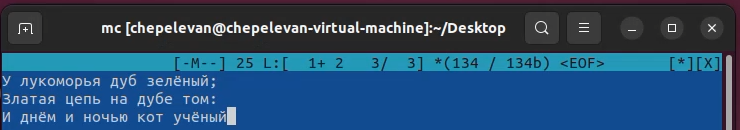 mc [chepelevan@chepelevan-virtual-machine]:~/Desktop
[-M--] 25 L:[  1+ 2   3/  3] *(134 / 134b) <EOF>        [*][X]
У лукоморья дуб зелёный;
Златая цепь на дубе том:
И днём и ночью кот учёный